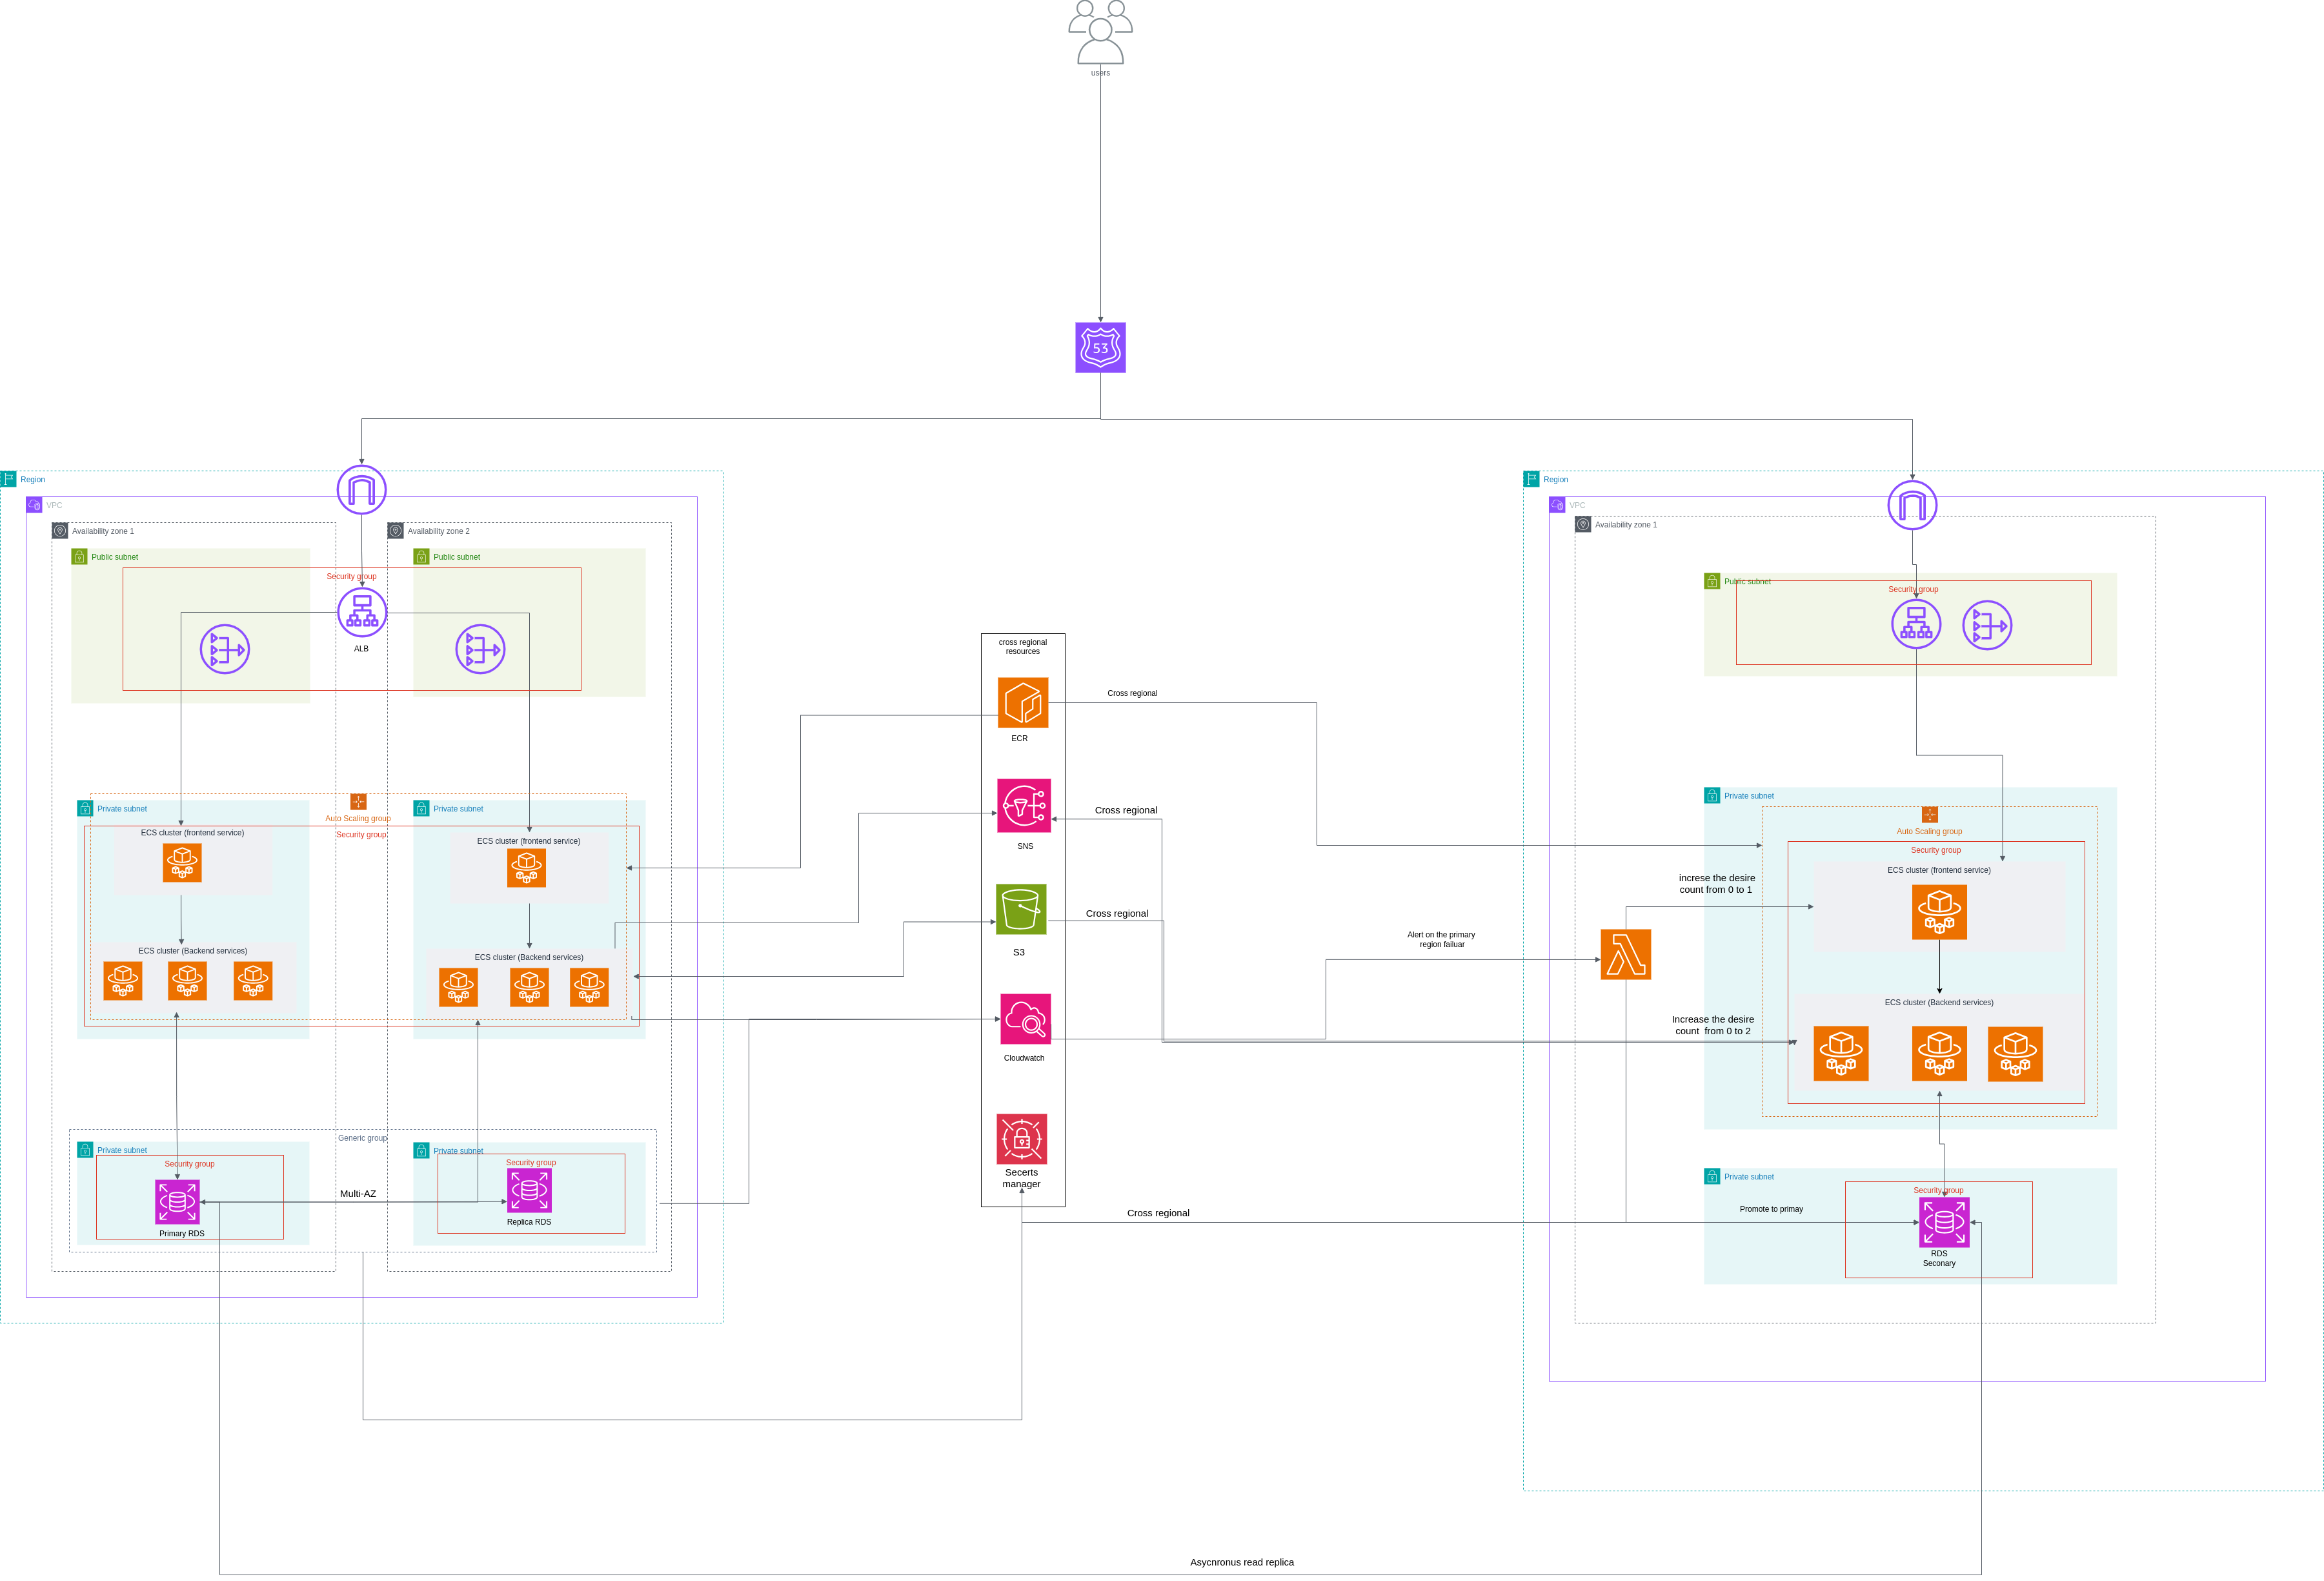 users
53
Region
VPC
Availability zone 1
Availability zone 2
Public subnet
Public subnet
Security group
ALB
Private subnet
Private subnet
Auto Scaling group
Security group
ECS cluster (frontend service)
ECS cluster (frontend service)
ECS cluster (Backend services)
ECS cluster (Backend services)
Generic group
Private subnet
Private subnet
Security group
Security group
Multi-AZ
Primary RDS
Replica RDS
cross regional
resources
ECR
SNS
S3
Cloudwatch
Secerts
manager
Cross regional
Cross regional
Cross regional
Cross regional
Alert on the primary
region failuar
Region
VPC
Availability zone 1
Public subnet
Security group
Private subnet
Auto Scaling group
Security group
ECS cluster (frontend service)
increse the desire
count from 0 to 1
ECS cluster (Backend services)
Increase the desire
count from 0 to 2
Private subnet
Security group
Promote to primay
RDS
Seconary
Asycnronus read replica